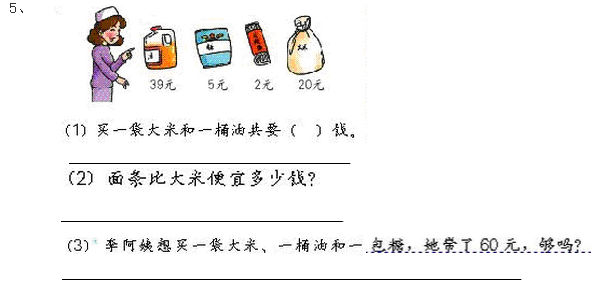 5、
39元 5元 2元 20元
(1) 买一袋大米和一桶油共要（ ）钱。
(2) 面条比大米便宜多少钱?
(3) 李阿姨想买一袋大米、一桶油和一包糖，她带了60元，够吗?